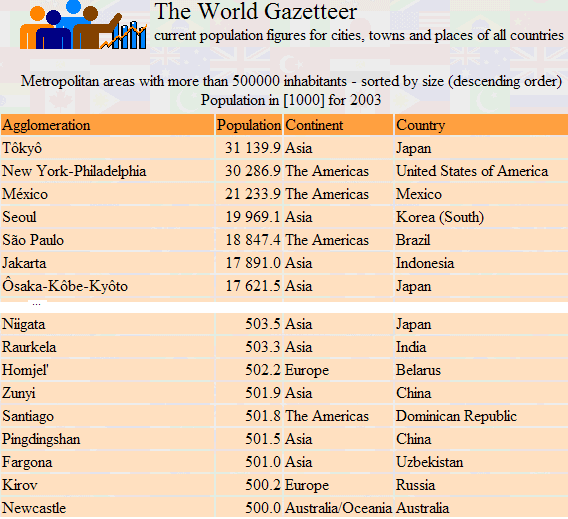 The World Gazetteer
current population figures for cities, towns and places of all countries
Metropolitan areas with more than 500000 inhabitants - sorted by size (descending order)
Population in [1000] for 2003
Agglomeration Population Continent Country
Tôkyô 31 139.9 Asia Japan
New York-Philadelphia 30 286.9 The Americas United States of America
México 21 233.9 The Americas Mexico
Seoul 19 969.1 Asia Korea (South)
São Paulo 18 847.4 The Americas Brazil
Jakarta 17 891.0 Asia Indonesia
Ôsaka-Kôbe-Kyôto 17 621.5 Asia Japan
...
Niigata 503.5 Asia Japan
Raurkela 503.3 Asia India
Homjel' 502.2 Europe Belarus
Zunyi 501.9 Asia China
Santiago 501.8 The Americas Dominican Republic
Pingdingshan 501.5 Asia China
Fargona 501.0 Asia Uzbekistan
Kirov 500.2 Europe Russia
Newcastle 500.0 Australia/Oceania Australia